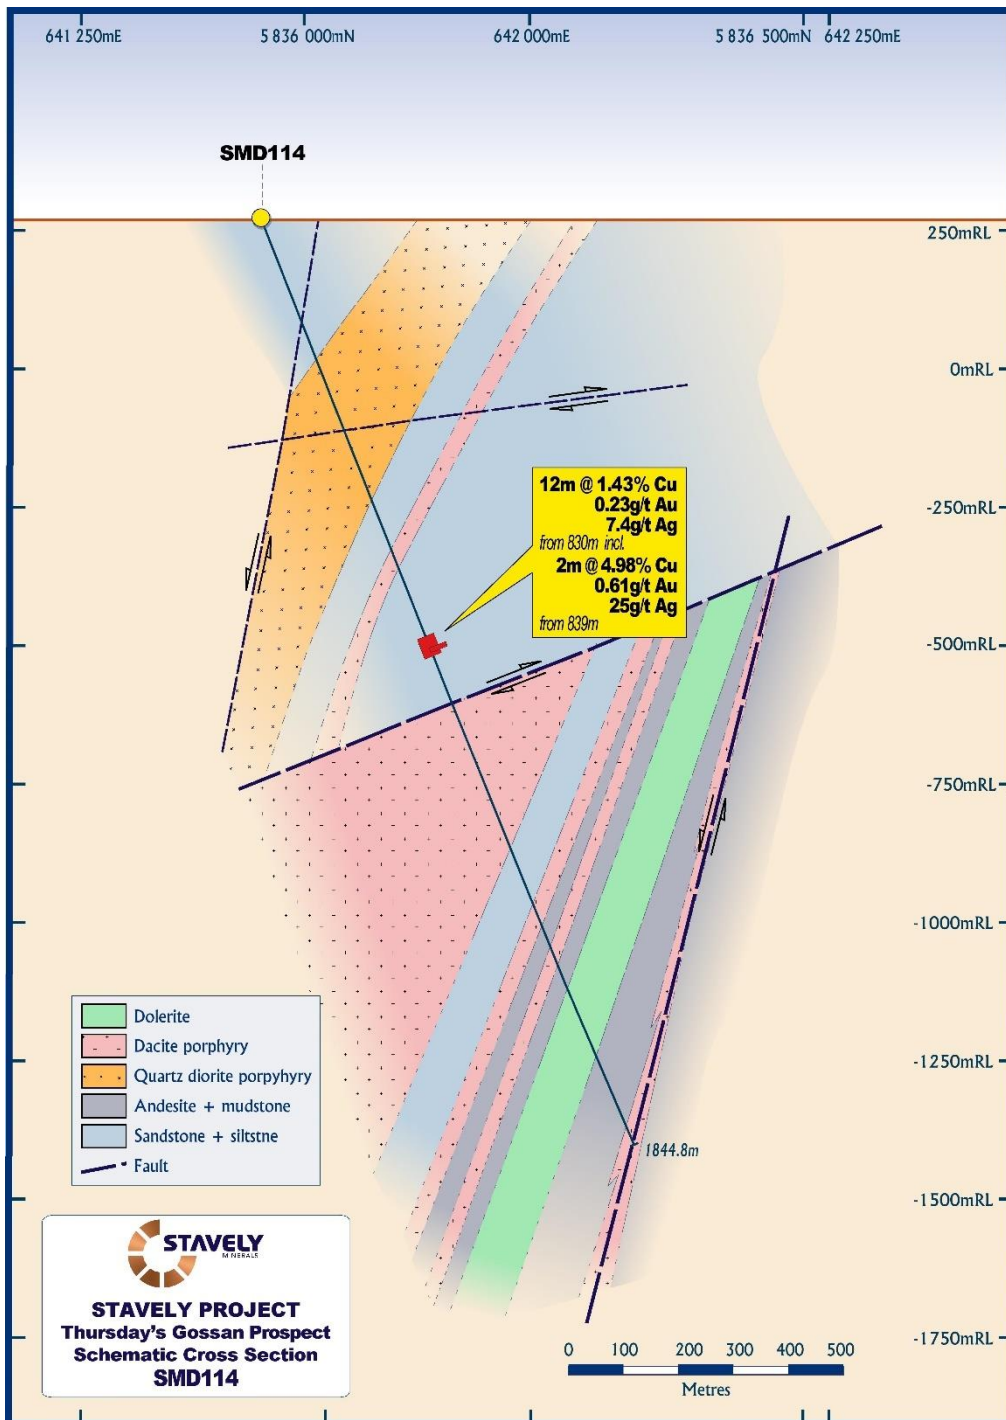 641 250mE
5 836 000mN
642 000mE
5 836 500mN
642 250mE
SMD114
250mRL
0mRL
-250mRL
12m @ 1.43% Cu
0.23g/t Au
7.4g/t Ag
from 830m incl.
2m @ 4.98% Cu
0.61g/t Au
25g/t Ag
from 839m
-500mRL
-750mRL
-1000mRL
Dolerite
Dacite porphyry
Quartz diorite porpyhyry
Andesite + mudstone
Sandstone + siltstne
Fault
-1250mRL
1844.8m
-1500mRL
STAVELY
MINERALS
STAVELY PROJECT
Thursday's Gossan Prospect
Schematic Cross Section
SMD114
-1750mRL
0 100 200 300 400 500
Metres